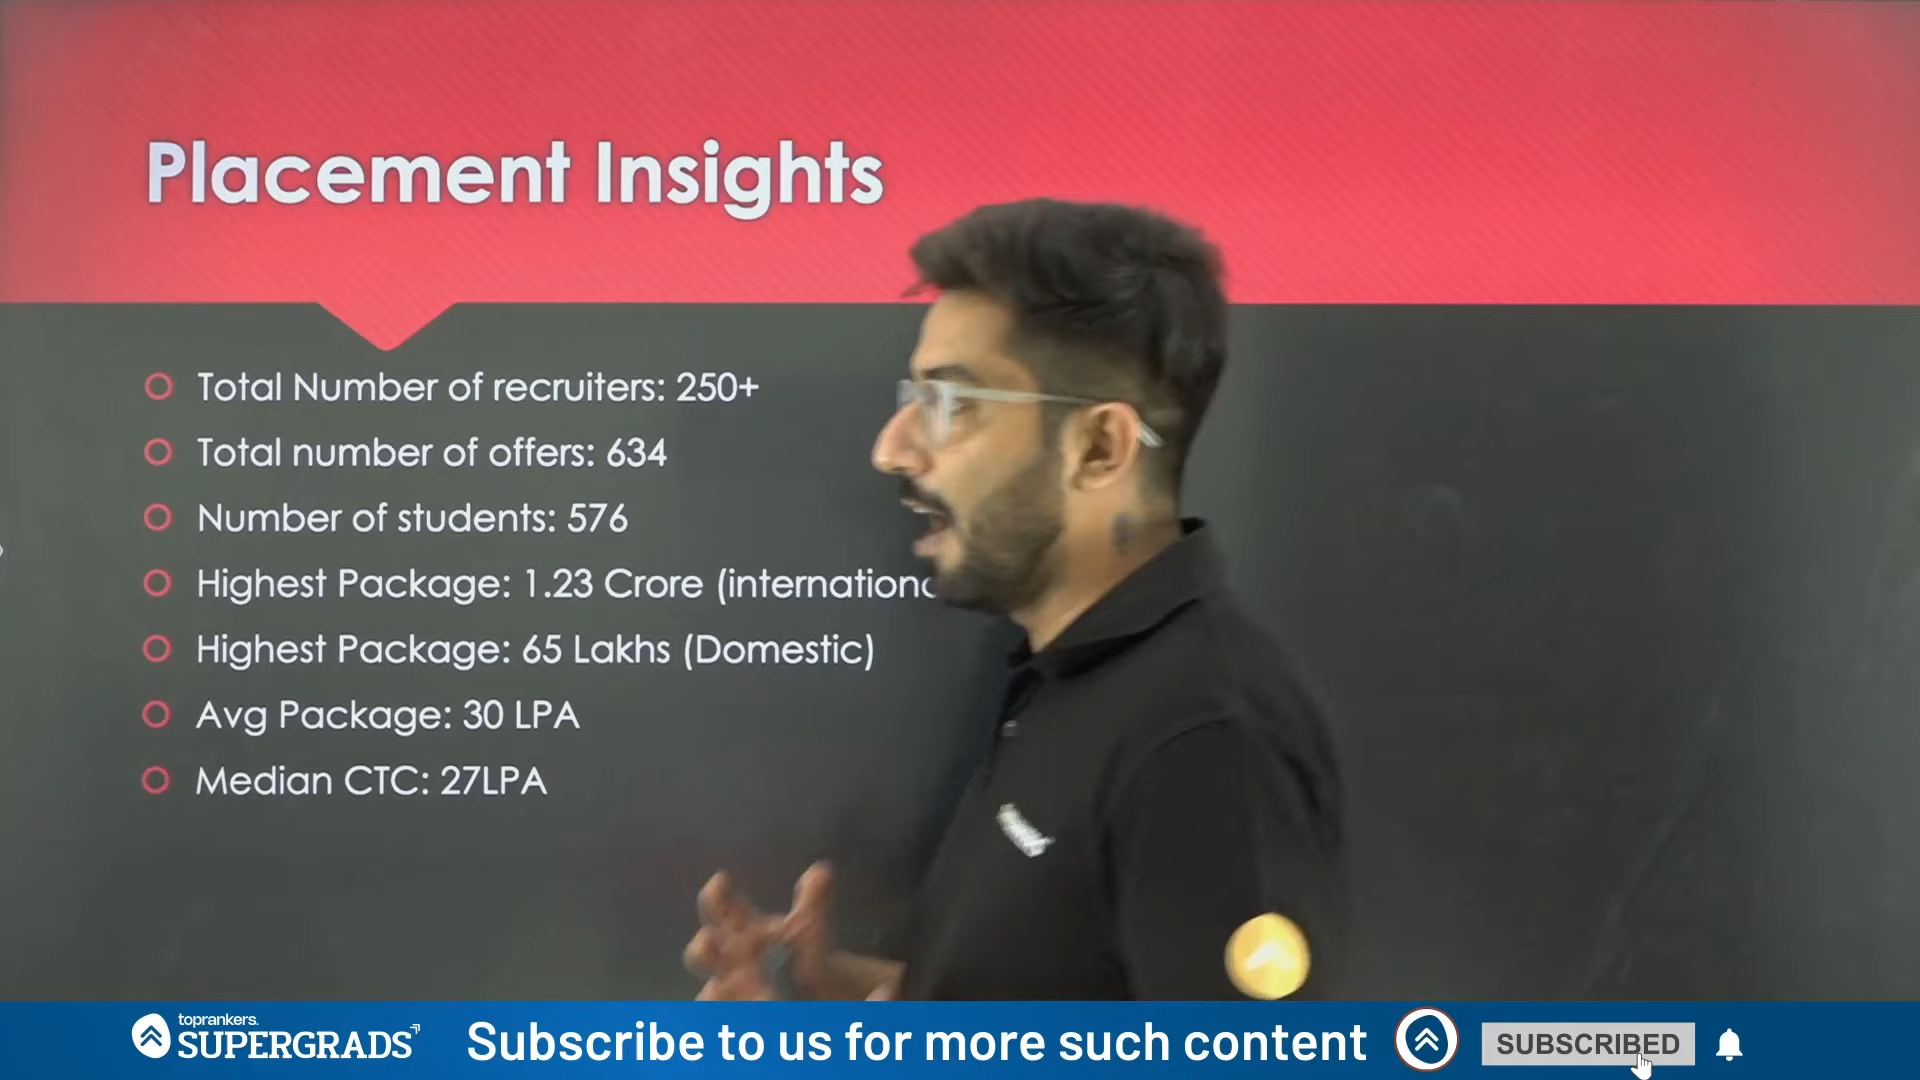 Placement Insights
Total Number of recruiters: 250+
Total number of offers: 634
Number of students: 576
Highest Package: 1.23 Crore (internationa
Highest Package: 65 Lakhs (Domestic)
Avg Package: 30 LPA
Median CTC: 27LPA
toprankers.
SUPERGRADS
Subscribe to us for more such content
SUBSCRIBED